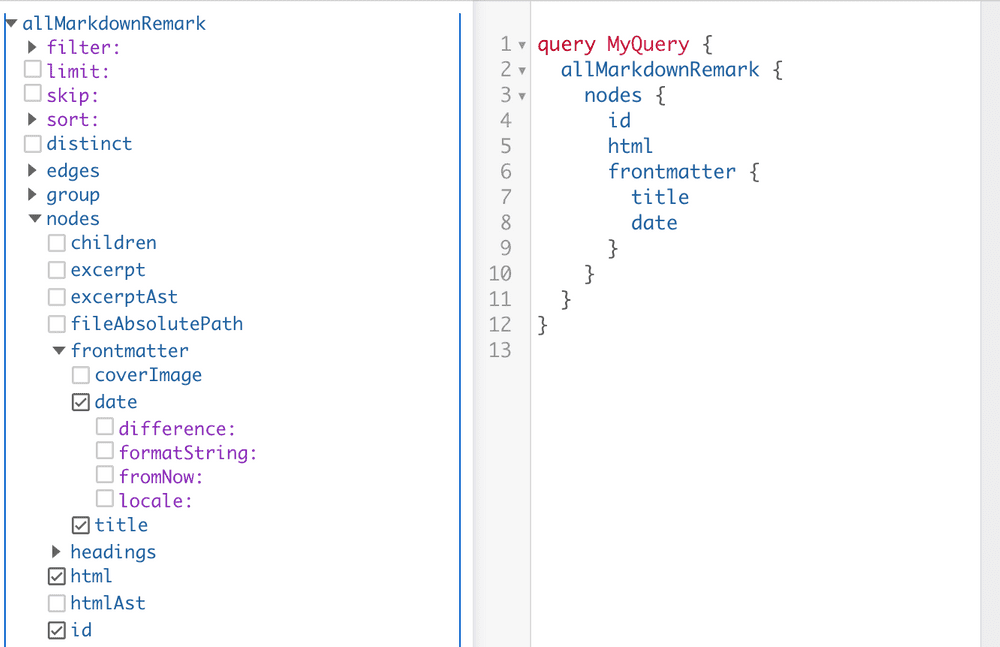 allMarkdownRemark
filter:
limit:
skip:
sort:
distinct
edges
group
nodes
children
excerpt
excerptAst
fileAbsolutePath
frontmatter
coverImage
date
difference:
formatString:
fromNow:
locale:
title
headings
html
htmlAst
id
1 query MyQuery {
2 allMarkdownRemark {
3 nodes {
4 id
5 html
6 frontmatter {
7 title
8 date
9 }
10 }
11 }
12 }
13